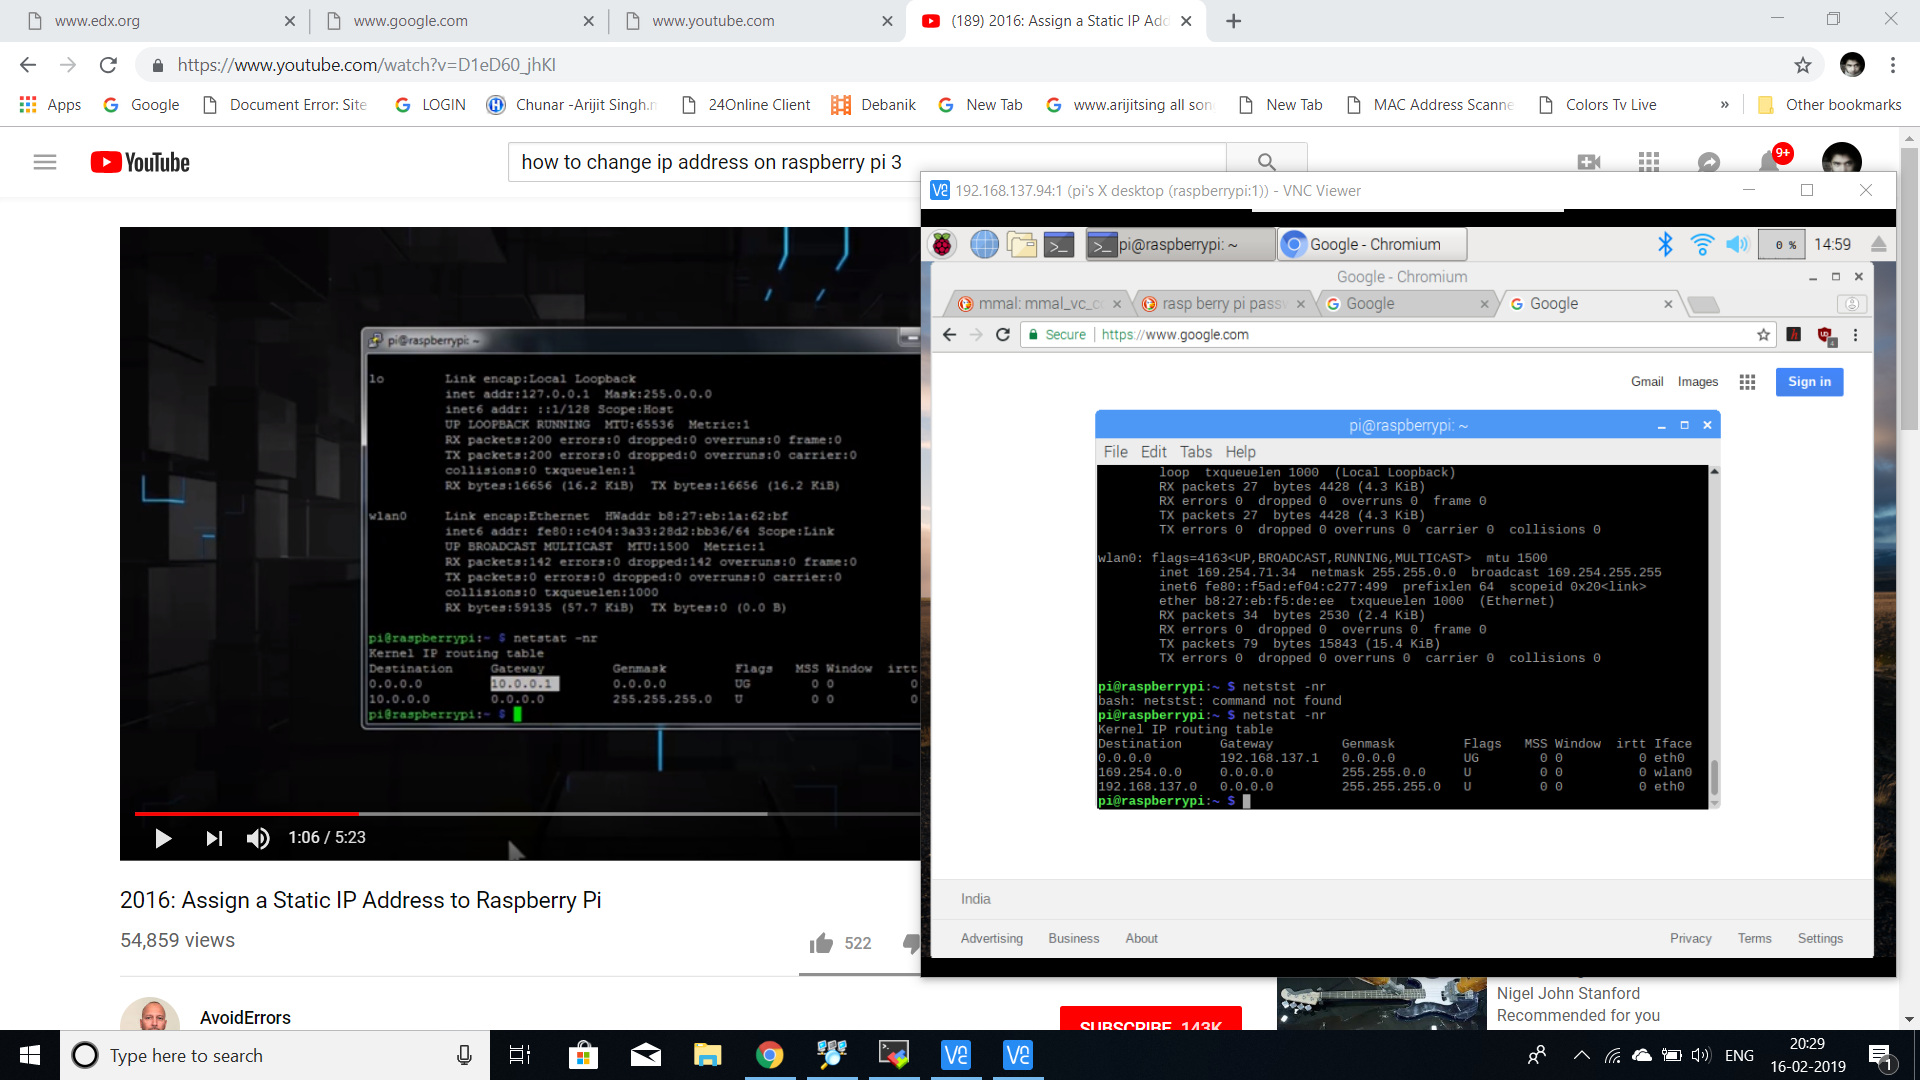 www.edx.org
www.google.com
www.youtube.com
(189) 2016: Assign a Static IP Add
https://www.youtube.com/watch?v=D1eD60_jhKI
Apps
Google
Document Error: Site
LOGIN
Chunar -Arijit Singh.m
24Online Client
Debanik
New Tab
www.arijitsing all son
New Tab
MAC Address Scanne
Colors Tv Live
»
Other bookmarks
YouTube
how to change ip address on raspberry pi 3
9+
192.168.137.94:1 (pi's X desktop (raspberrypi:1)) - VNC Viewer
pi@raspberrypi: ~
Google - Chromium
0 %
14:59
Google - Chromium
mmal: mmal_vc_c
rasp berry pi passw
Google
Google
Secure
https://www.google.com
Gmail
Images
Sign in
pi@raspberrypi: ~
File Edit Tabs Help
loop txqueuelen 1000 (Local Loopback)
RX packets 27 bytes 4428 (4.3 KiB)
RX errors 0 dropped 0 overruns 0 frame 0
TX packets 27 bytes 4428 (4.3 KiB)
TX errors 0 dropped 0 overruns 0 carrier 0 collisions 0
wlan0: flags=4163<UP,BROADCAST,RUNNING,MULTICAST> mtu 1500
inet 169.254.71.34 netmask 255.255.0.0 broadcast 169.254.255.255
inet6 fe80::f5ad:ef04:c277:499 prefixlen 64 scopeid 0x20<link>
ether b8:27:eb:f5:de:ee txqueuelen 1000 (Ethernet)
RX packets 34 bytes 2530 (2.4 KiB)
RX errors 0 dropped 0 overruns 0 frame 0
TX packets 79 bytes 15843 (15.4 KiB)
TX errors 0 dropped 0 overruns 0 carrier 0 collisions 0
pi@raspberrypi:~ $ netstst -nr
bash: netstst: command not found
pi@raspberrypi:~ $ netstat -nr
Kernel IP routing table
Destination Gateway Genmask Flags MSS Window irtt Iface
0.0.0.0 192.168.137.1 0.0.0.0 UG 0 0 0 eth0
169.254.0.0 0.0.0.0 255.255.0.0 U 0 0 0 wlan0
192.168.137.0 0.0.0.0 255.255.255.0 U 0 0 0 eth0
pi@raspberrypi:~ $
India
Advertising Business About
Privacy Terms Settings
pi@raspberrypi: ~
lo Link encap:Local Loopback
inet addr:127.0.0.1 Mask:255.0.0.0
inet6 addr: ::1/128 Scope:Host
UP LOOPBACK RUNNING MTU:65536 Metric:1
RX packets:200 errors:0 dropped:0 overruns:0 frame:0
TX packets:200 errors:0 dropped:0 overruns:0 carrier:0
collisions:0 txqueuelen:1
RX bytes:16656 (16.2 KiB) TX bytes:16656 (16.2 KiB)
wlan0 Link encap:Ethernet HWaddr b8:27:eb:1a:62:bf
inet6 addr: fe80::c404:3a33:28d2:bb36/64 Scope:Link
UP BROADCAST MULTICAST MTU:1500 Metric:1
RX packets:142 errors:0 dropped:142 overruns:0 frame:0
TX packets:0 errors:0 dropped:0 overruns:0 carrier:0
collisions:0 txqueuelen:1000
RX bytes:59135 (57.7 KiB) TX bytes:0 (0.0 B)
pi@raspberrypi:~ $ netstat -nr
Kernel IP routing table
Destination Gateway Genmask Flags MSS Window irtt
0.0.0.0 10.0.0.1 0.0.0.0 UG 0 0 0
10.0.0.0 0.0.0.0 255.255.255.0 U 0 0 0
pi@raspberrypi:~ $
1:06 / 5:23
2016: Assign a Static IP Address to Raspberry Pi
54,859 views
522
AvoidErrors
SUBSCRIBE 143K
Nigel John Stanford
Recommended for you
Type here to search
ENG
20:29
16-02-2019
1